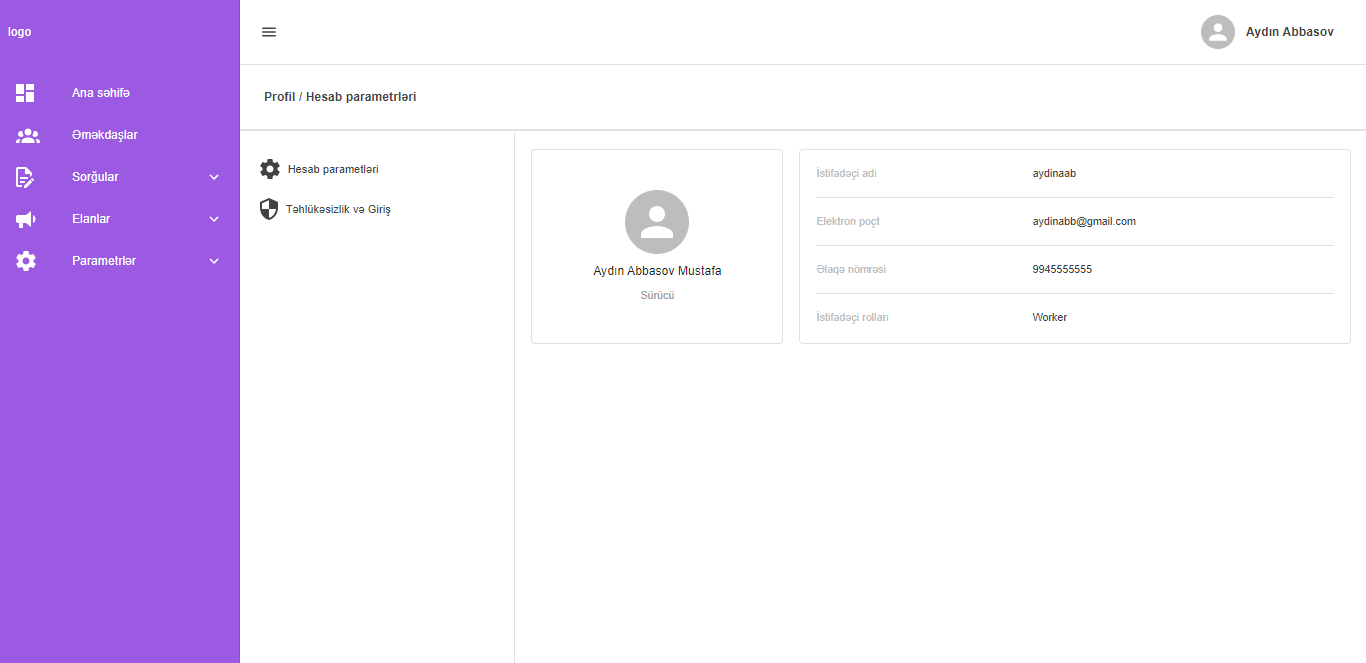 logo
Aydın Abbasov
Ana səhifə
Əməkdaşlar
Sorğular
Elanlar
Parametrlər
Profil / Hesab parametrləri
Hesab parametləri
Təhlükəsizlik və Giriş
Aydın Abbasov Mustafa
Sürücü
İstifadəçi adı aydinaab
Elektron poçt aydinabb@gmail.com
Əlaqə nömrəsi 9945555555
İstifadəçi rolları Worker